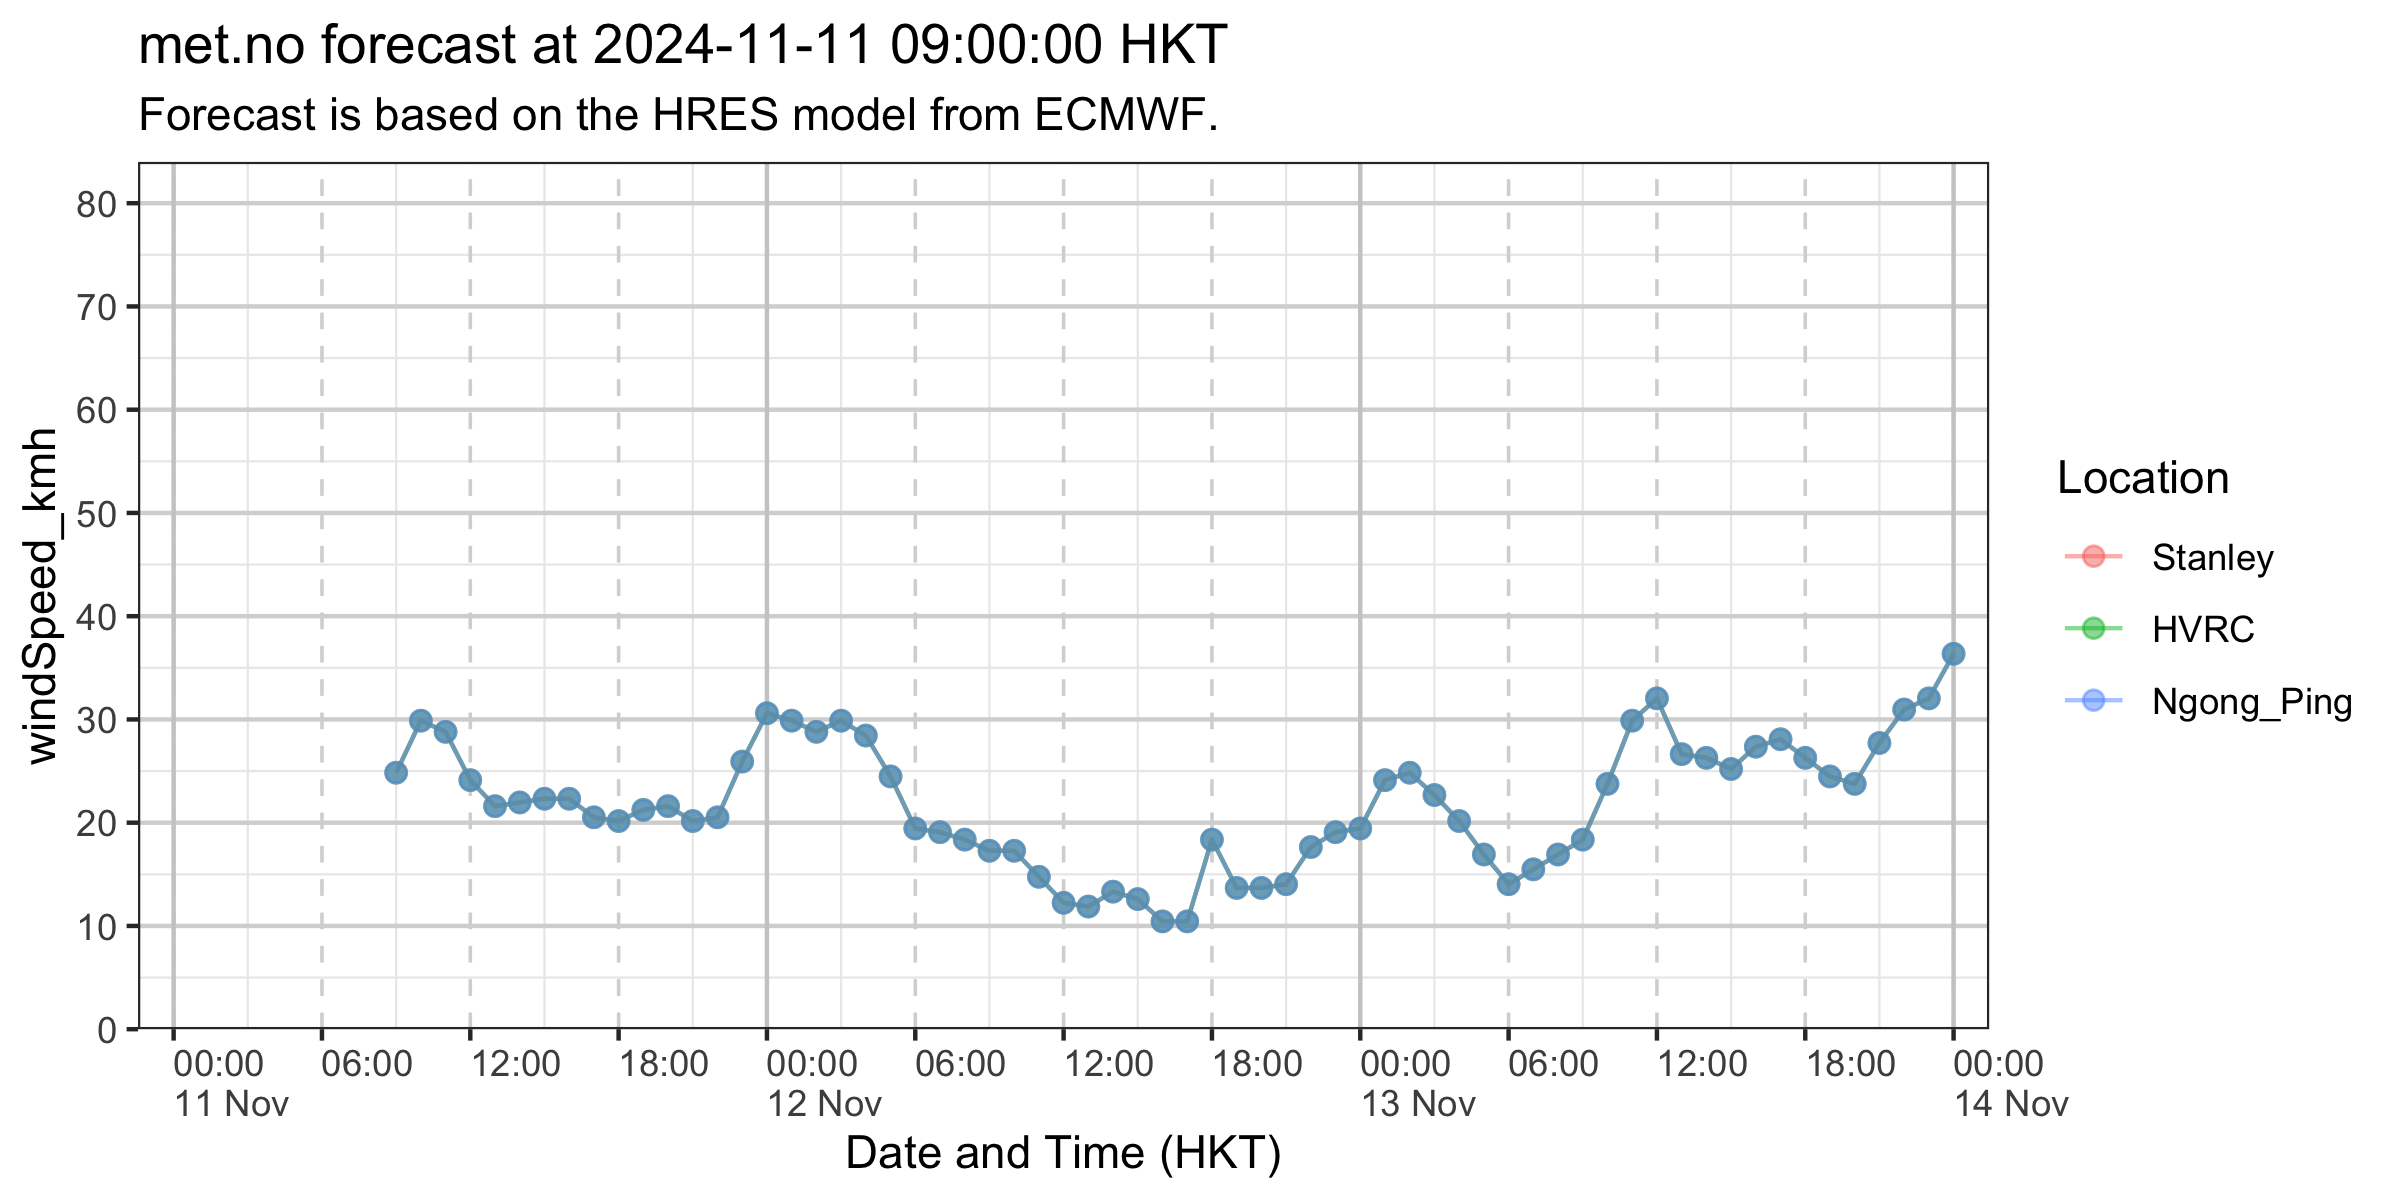 met.no forecast at 2024-11-11 09:00:00 HKT
Forecast is based on the HRES model from ECMWF.
windSpeed_kmh
80
70
60
50
40
30
20
10
0
00:00 06:00 12:00 18:00 00:00 06:00 12:00 18:00 00:00 06:00 12:00 18:00 00:00
11 Nov 12 Nov 13 Nov 14 Nov
Date and Time (HKT)
Location
Stanley
HVRC
Ngong_Ping